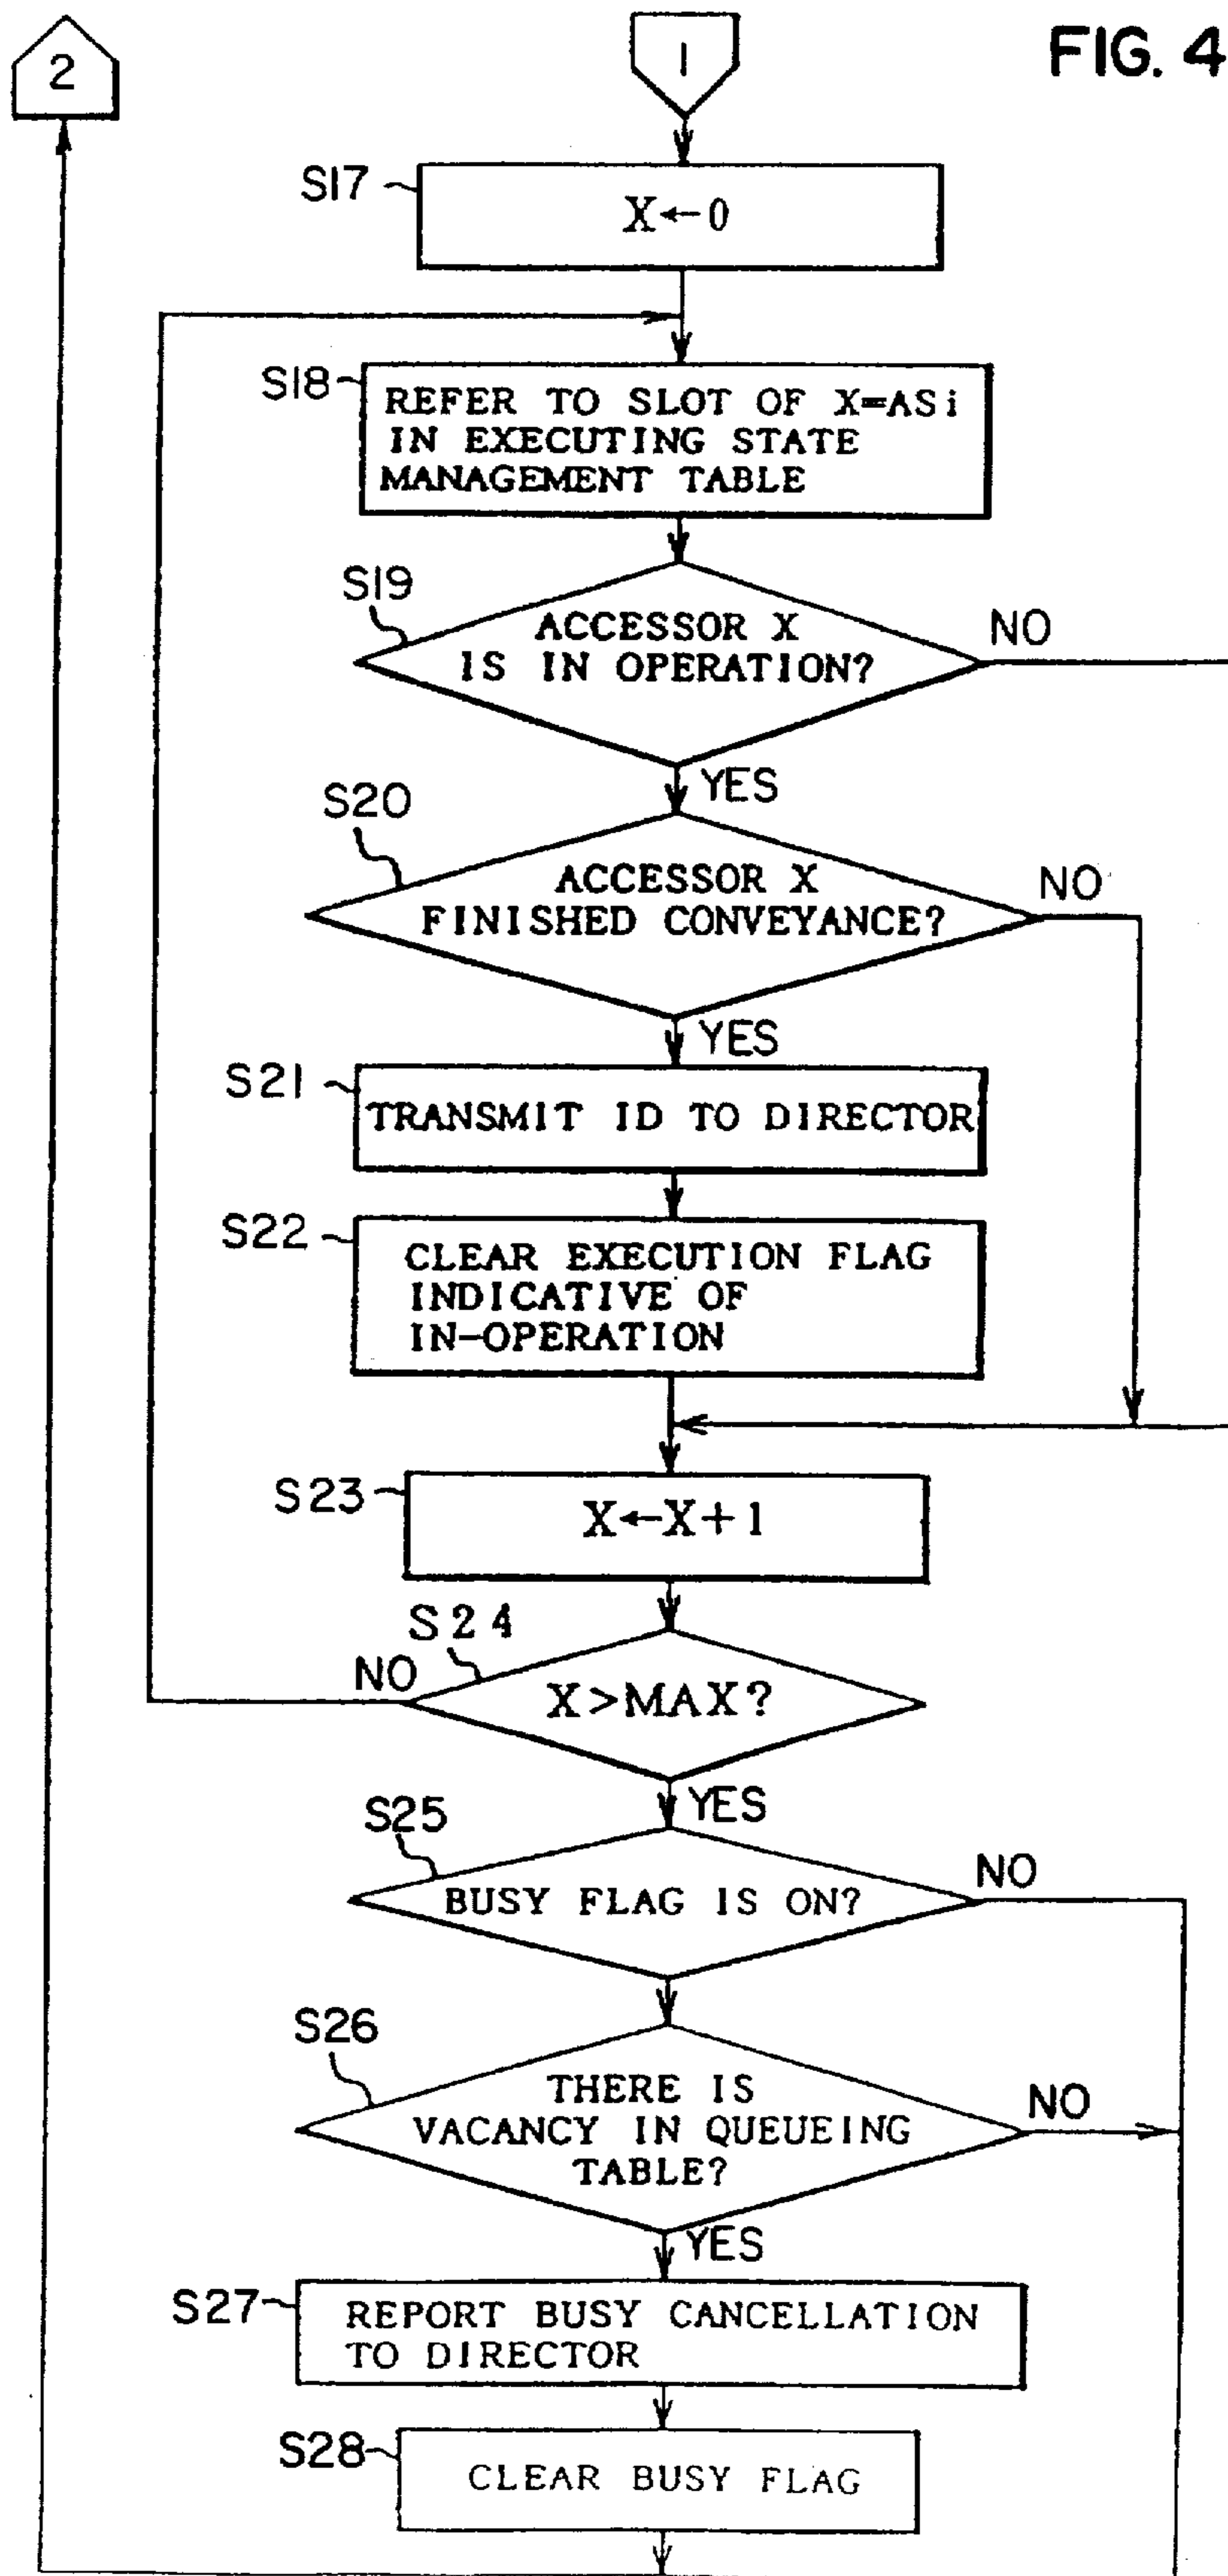 2
1
FIG. 4
S17
X←0
S18
REFER TO SLOT OF X=ASi
IN EXECUTING STATE
MANAGEMENT TABLE
S19
ACCESSOR X
IS IN OPERATION?
NO
YES
S20
ACCESSOR X
FINISHED CONVEYANCE?
NO
YES
S21
TRANSMIT ID TO DIRECTOR
S22
CLEAR EXECUTION FLAG
INDICATIVE OF
IN-OPERATION
S23
X←X+1
S24
NO
X>MAX?
YES
S25
BUSY FLAG IS ON?
NO
S26
THERE IS
VACANCY IN QUEUEING
TABLE?
NO
YES
S27
REPORT BUSY CANCELLATION
TO DIRECTOR
S28
CLEAR BUSY FLAG